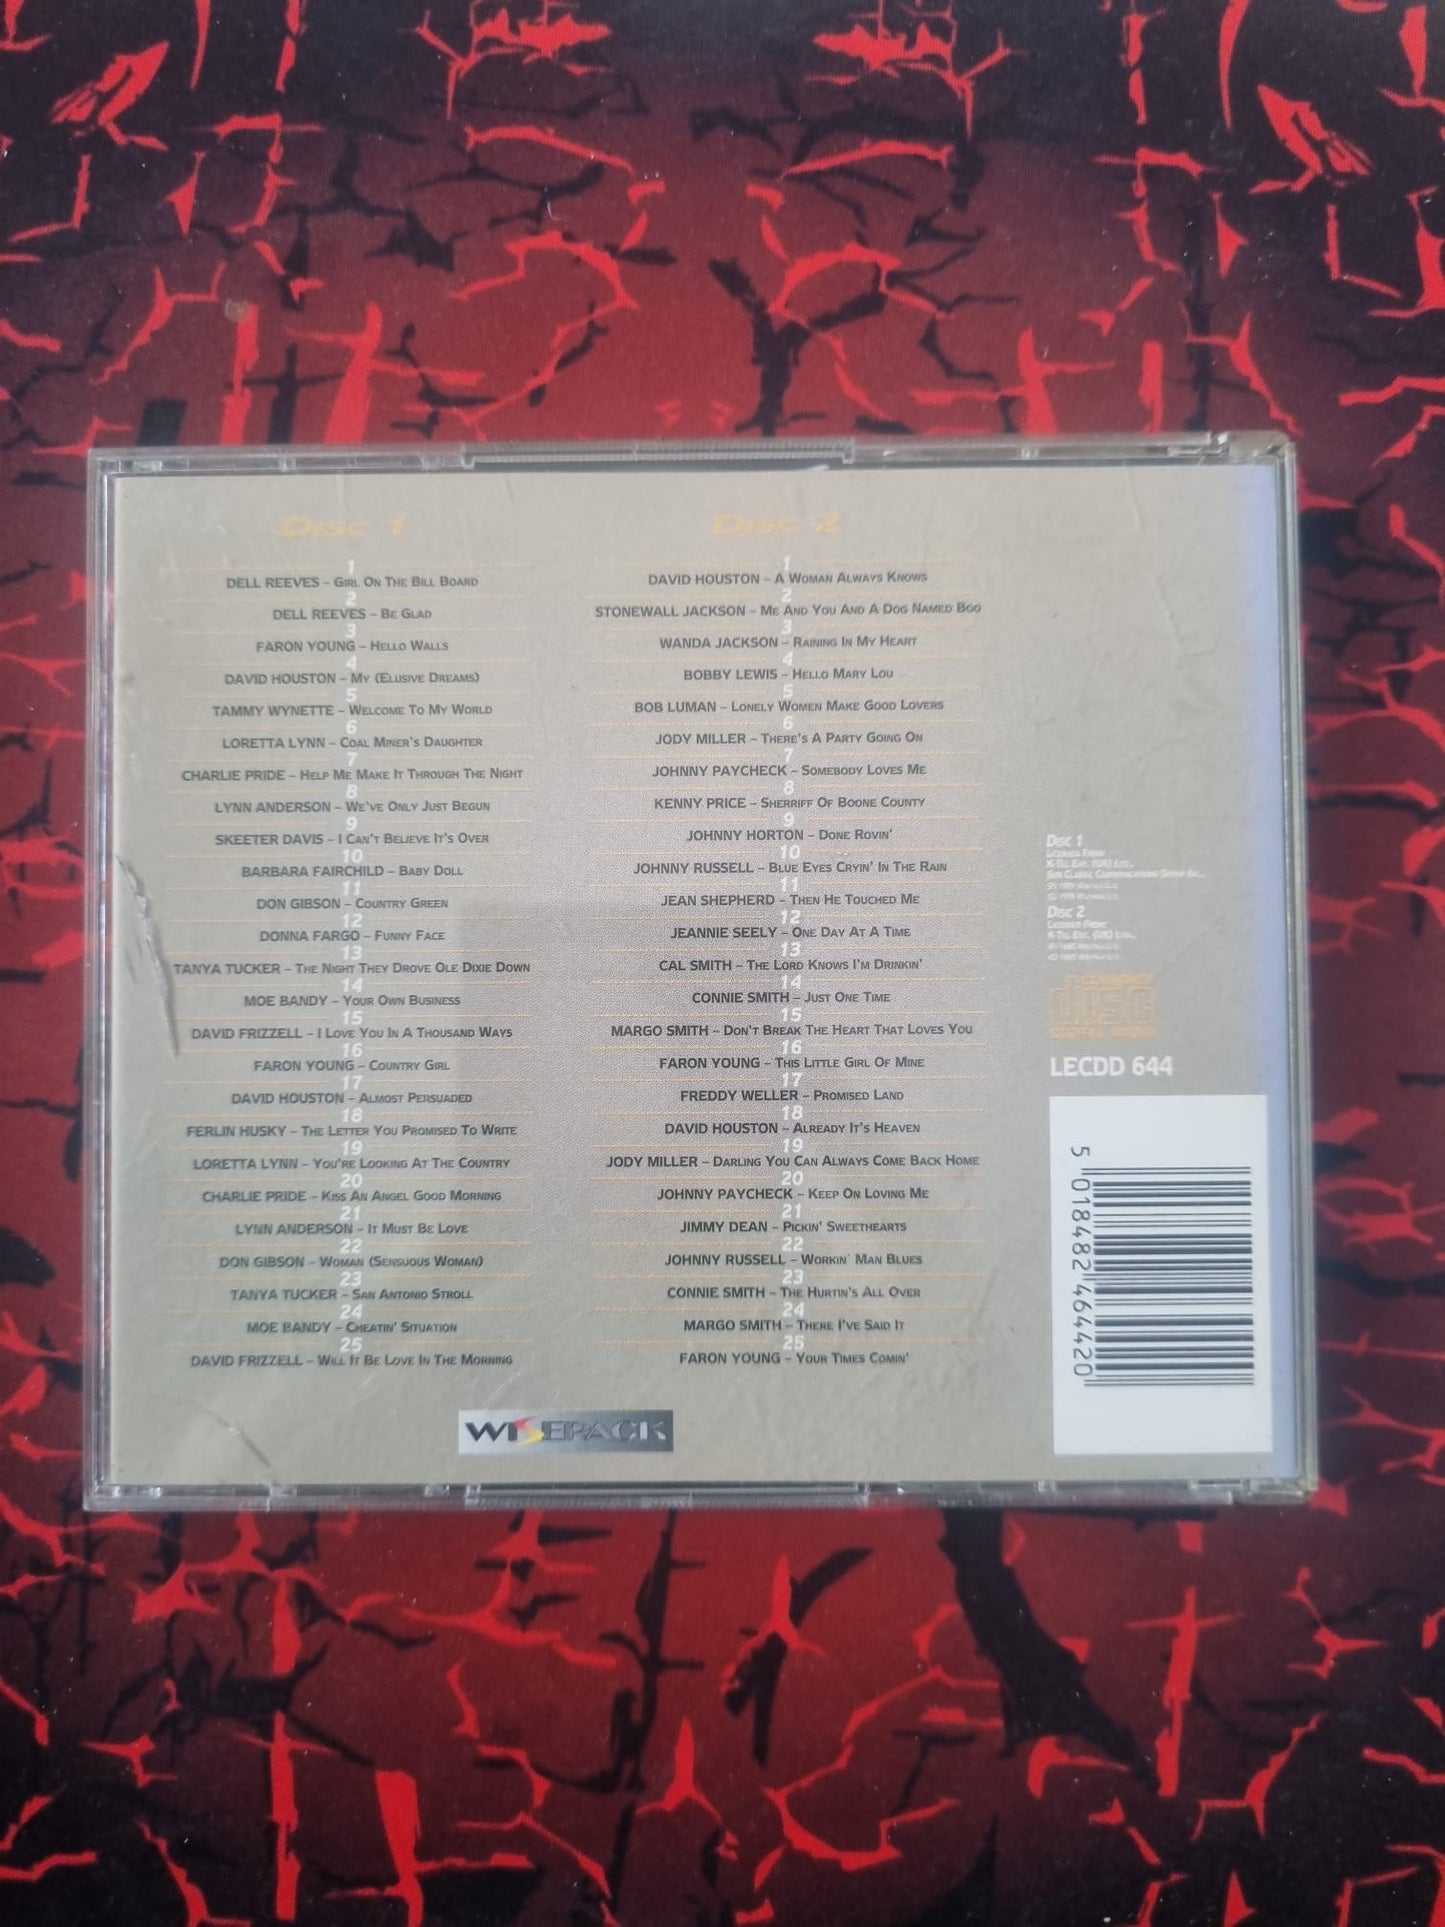 Disc 1
1
DELL REEVES – Girl On The Bill Board
2
DELL REEVES – Be Glad
3
FARON YOUNG – Hello Walls
4
DAVID HOUSTON – My (Elusive Dreams)
5
TAMMY WYNETTE – Welcome To My World
6
LORETTA LYNN – Coal Miner's Daughter
7
CHARLIE PRIDE – Help Me Make It Through The Night
8
LYNN ANDERSON – We've Only Just Begun
9
SKEETER DAVIS – I Can't Believe It's Over
10
BARBARA FAIRCHILD – Baby Doll
11
DON GIBSON – Country Green
12
DONNA FARGO – Funny Face
13
TANYA TUCKER – The Night They Drove Ole Dixie Down
14
MOE BANDY – Your Own Business
15
DAVID FRIZZELL – I Love You In A Thousand Ways
16
FARON YOUNG – Country Girl
17
DAVID HOUSTON – Almost Persuaded
18
FERLIN HUSKY – The Letter You Promised To Write
19
LORETTA LYNN – You're Looking At The Country
20
CHARLIE PRIDE – Kiss An Angel Good Morning
21
LYNN ANDERSON – It Must Be Love
22
DON GIBSON – Woman (Sensuous Woman)
23
TANYA TUCKER – San Antonio Stroll
24
MOE BANDY – Cheatin' Situation
25
DAVID FRIZZELL – Will It Be Love In The Morning
Disc 2
1
DAVID HOUSTON – A Woman Always Knows
2
STONEWALL JACKSON – Me And You And A Dog Named Boo
3
WANDA JACKSON – Raining In My Heart
4
BOBBY LEWIS – Hello Mary Lou
5
BOB LUMAN – Lonely Women Make Good Lovers
6
JODY MILLER – There's A Party Going On
7
JOHNNY PAYCHECK – Somebody Loves Me
8
KENNY PRICE – Sherriff Of Boone County
9
JOHNNY HORTON – Done Rovin'
10
JOHNNY RUSSELL – Blue Eyes Cryin' In The Rain
11
JEAN SHEPHERD – Then He Touched Me
12
JEANNIE SEELY – One Day At A Time
13
CAL SMITH – The Lord Knows I'm Drinkin'
14
CONNIE SMITH – Just One Time
15
MARGO SMITH – Don't Break The Heart That Loves You
16
FARON YOUNG – This Little Girl Of Mine
17
FREDDY WELLER – Promised Land
18
DAVID HOUSTON – Already It's Heaven
19
JODY MILLER – Darling You Can Always Come Back Home
20
JOHNNY PAYCHECK – Keep On Loving Me
21
JIMMY DEAN – Pickin' Sweethearts
22
JOHNNY RUSSELL – Workin' Man Blues
23
CONNIE SMITH – The Hurtin's All Over
24
MARGO SMITH – There I've Said It
25
FARON YOUNG – Your Times Comin'
Disc 1
Licensed From
K-Tel Ent. (UK) Ltd.,
Sun Classic Communications Group Inc.,
Disc 2
Licensed From
K-Tel Ent. (UK) Ltd.,
COMPACT
disc
DIGITAL AUDIO
LECDD 644
5 018482 464420
WISEPACK